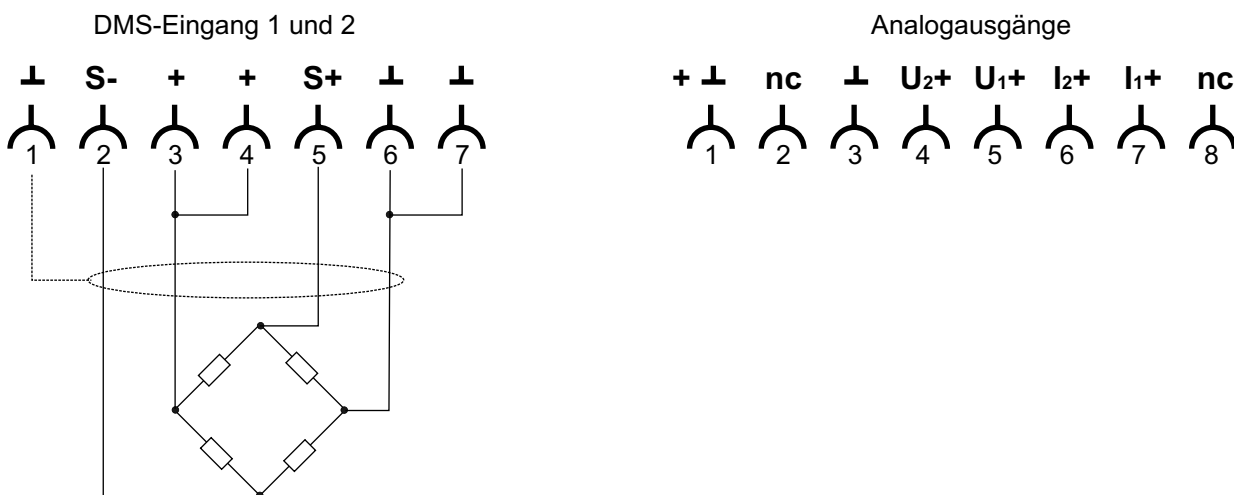 DMS-Eingang 1 und 2
⊥ S- + + S+ ⊥ ⊥
1 2 3 4 5 6 7
Analogausgänge
+ ⊥ nc ⊥ U2+ U1+ I2+ I1+ nc
1 2 3 4 5 6 7 8